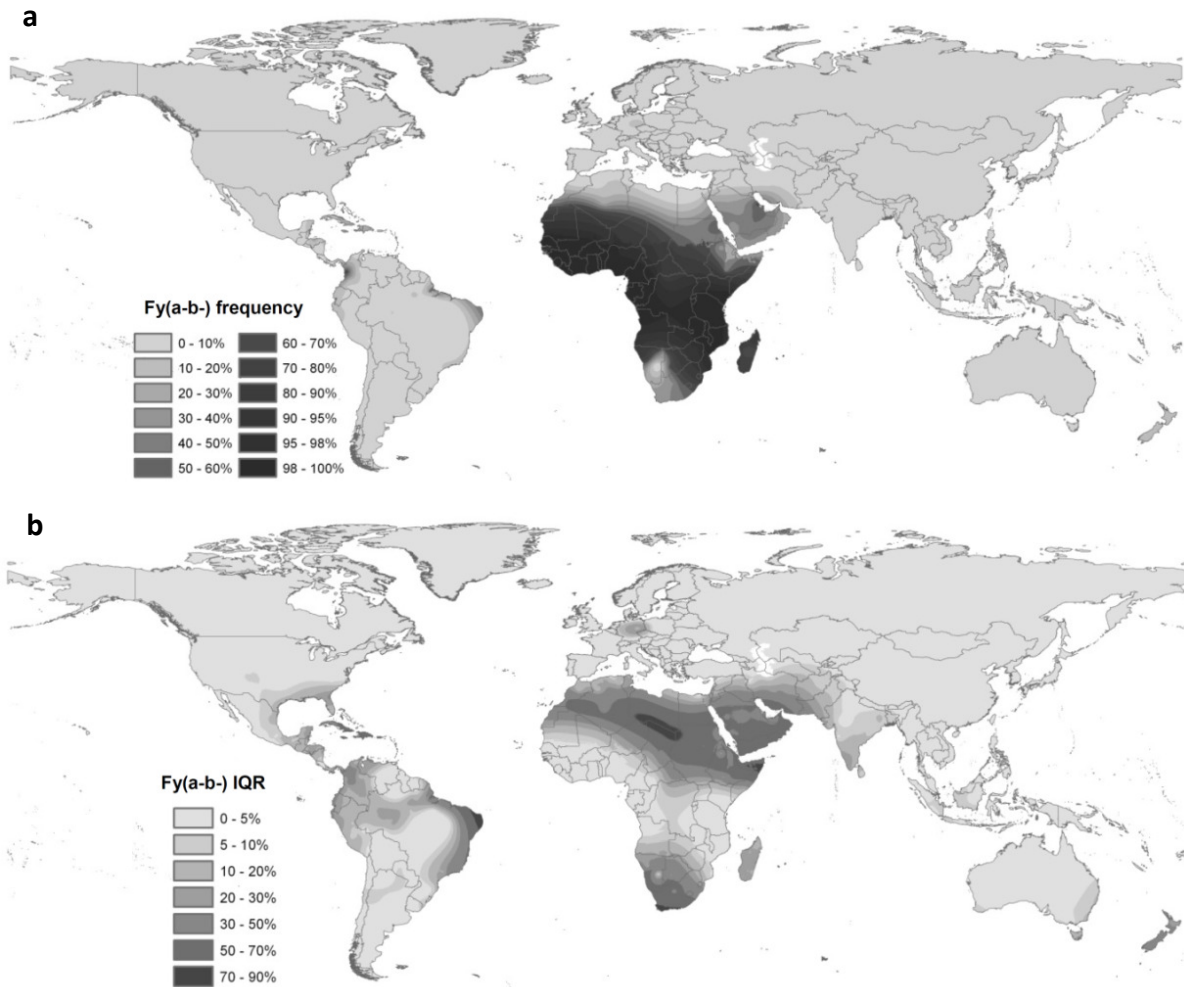 a
Fy(a-b-) frequency
0 - 10% 60 - 70%
10 - 20% 70 - 80%
20 - 30% 80 - 90%
30 - 40% 90 - 95%
40 - 50% 95 - 98%
50 - 60% 98 - 100%
b
Fy(a-b-) IQR
0 - 5%
5 - 10%
10 - 20%
20 - 30%
30 - 50%
50 - 70%
70 - 90%